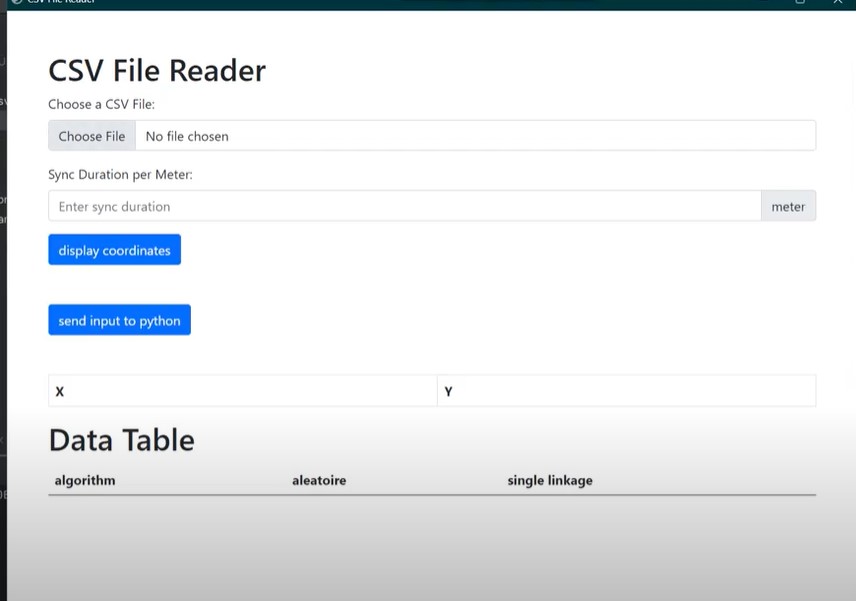 CSV File Reader
CSV File Reader
Choose a CSV File:
Choose File No file chosen
Sync Duration per Meter:
Enter sync duration meter
display coordinates
send input to python
X Y
Data Table
algorithm aleatoire single linkage